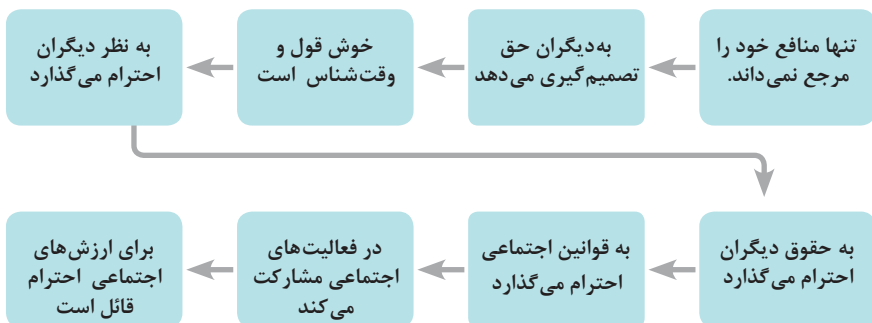 تنها منافع خود را
مرجع نمی‌داند.
به‌دیگران حق
تصمیم‌گیری می‌دهد
خوش قول و
وقت‌شناس است
به نظر دیگران
احترام می‌گذارد
به حقوق دیگران
احترام می‌گذارد
به قوانین اجتماعی
احترام می‌گذارد
در فعالیت‌های
اجتماعی مشارکت
می‌کند
برای ارزش‌های
اجتماعی احترام
قائل است